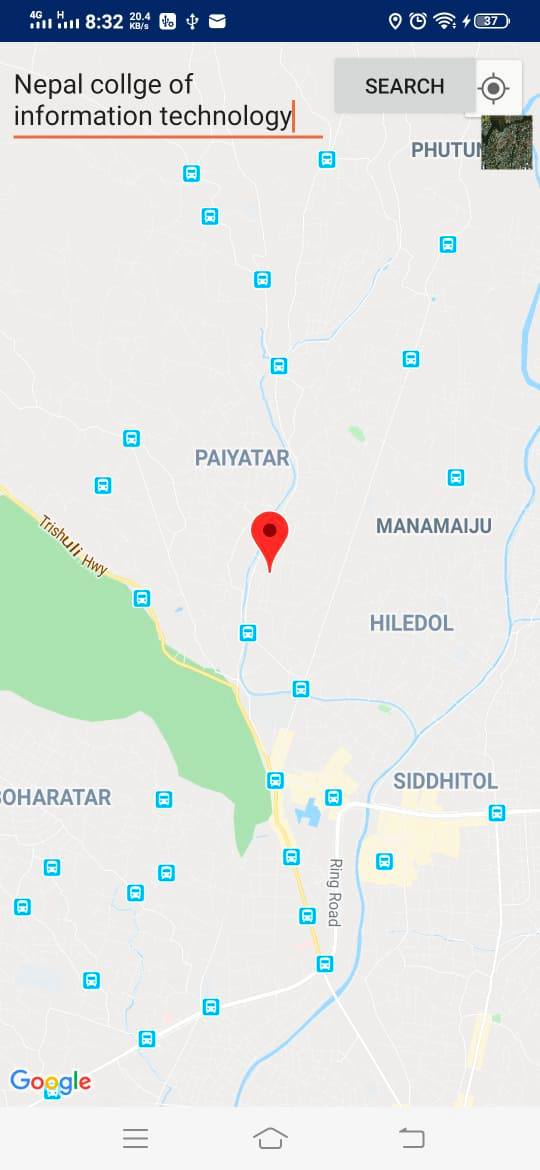 4G H 8:32 20.4 KB/s 37
Nepal collge of
information technology
SEARCH
PHUTU
PAIYATAR
Trishuli Hwy
MANAMAIJU
HILEDOL
SIDDHITOL
OHARATAR
Ring Road
Google